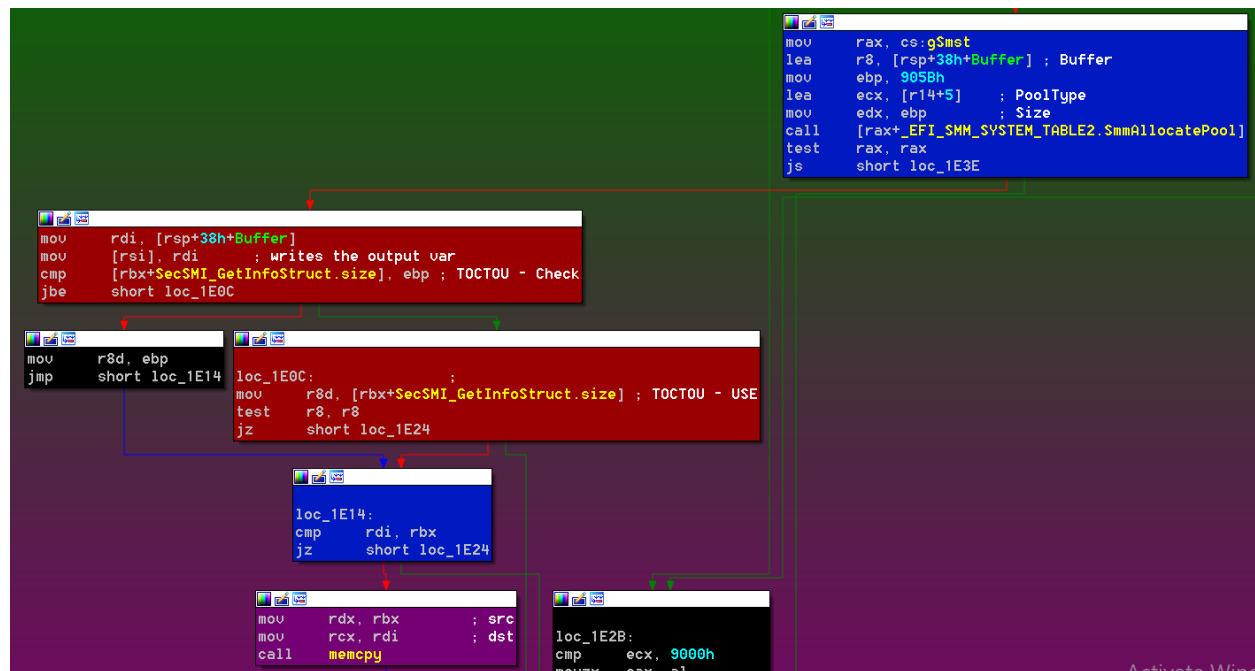 mov rax, cs:gSmst
lea r8, [rsp+38h+Buffer] ; Buffer
mov ebp, 905Bh
lea ecx, [r14+5] ; PoolType
mov edx, ebp ; Size
call [rax+_EFI_SMM_SYSTEM_TABLE2.SmmAllocatePool]
test rax, rax
js short loc_1E3E
mov rdi, [rsp+38h+Buffer]
mov [rsi], rdi ; writes the output var
cmp [rbx+SecSMI_GetInfoStruct.size], ebp ; TOCTOU - Check
jbe short loc_1E0C
mov r8d, ebp
jmp short loc_1E14
loc_1E0C: ;
mov r8d, [rbx+SecSMI_GetInfoStruct.size] ; TOCTOU - USE
test r8, r8
jz short loc_1E24
loc_1E14:
cmp rdi, rbx
jz short loc_1E24
mov rdx, rbx ; src
mov rcx, rdi ; dst
call memcpy
loc_1E2B:
cmp ecx, 9000h
movzx eax, al
Activate Win